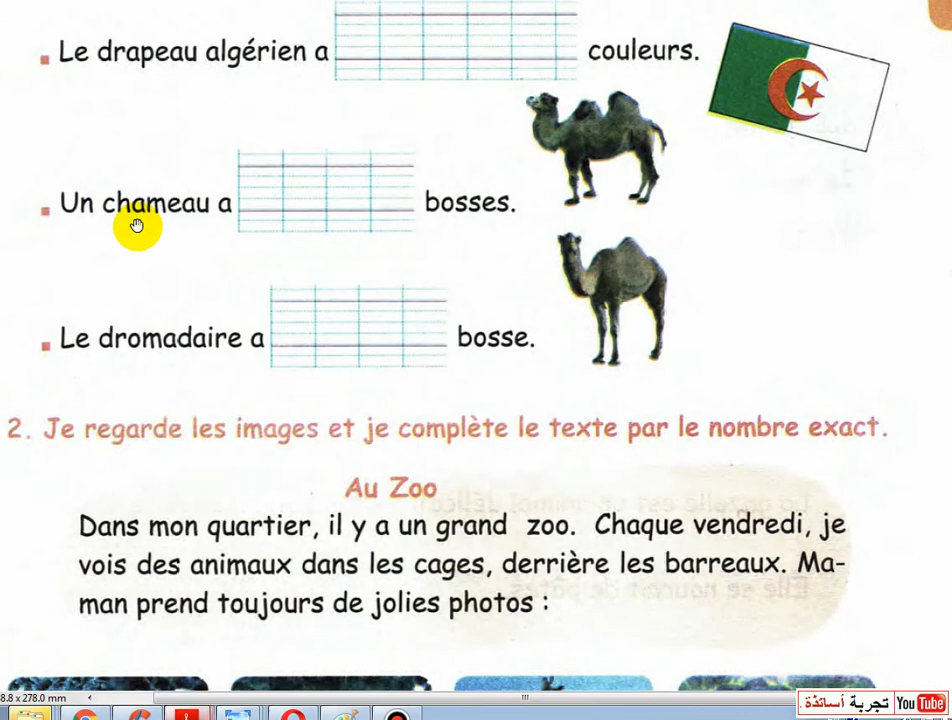 Le drapeau algérien a couleurs.
Un chameau a bosses.
Le dromadaire a bosse.
2. Je regarde les images et je complète le texte par le nombre exact.
Au Zoo
Dans mon quartier, il y a un grand zoo. Chaque vendredi, je
vois des animaux dans les cages, derrière les barreaux. Ma-
man prend toujours de jolies photos :
8.8 x 278.0 mm
تجربة أساتذة . YouTube